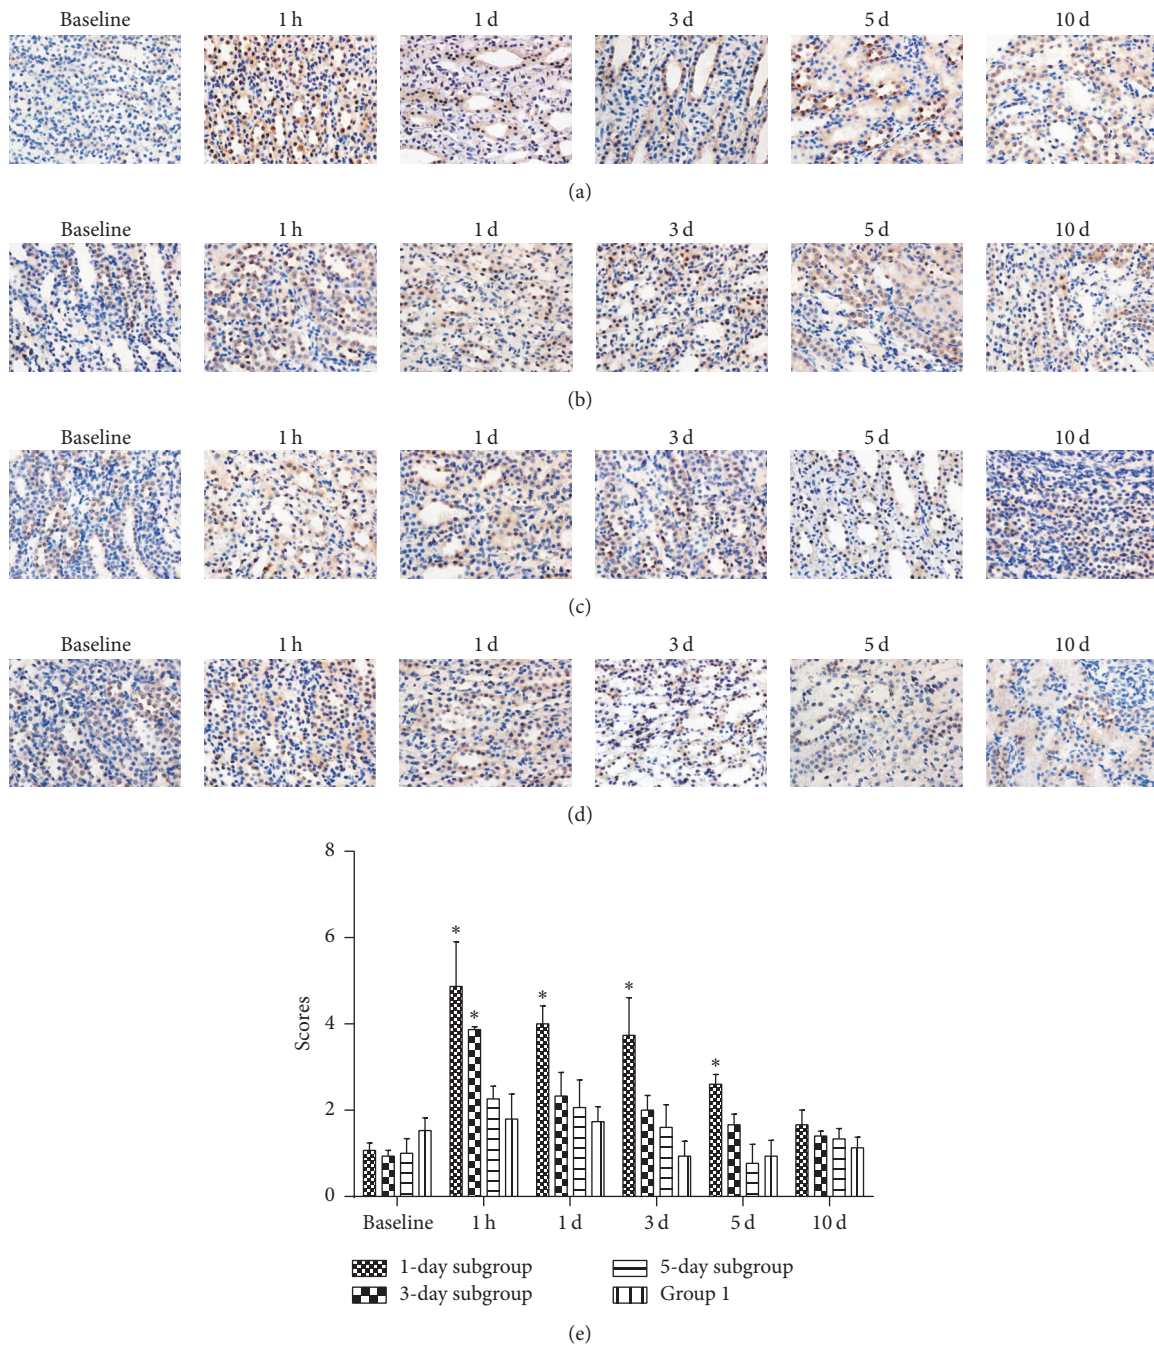 Baseline 1 h 1 d 3 d 5 d 10 d
(a)
Baseline 1 h 1 d 3 d 5 d 10 d
(b)
Baseline 1 h 1 d 3 d 5 d 10 d
(c)
Baseline 1 h 1 d 3 d 5 d 10 d
(d)
8
6
4
2
0
Scores
* * * * *
Baseline 1 h 1 d 3 d 5 d 10 d
1-day subgroup
3-day subgroup
5-day subgroup
Group 1
(e)